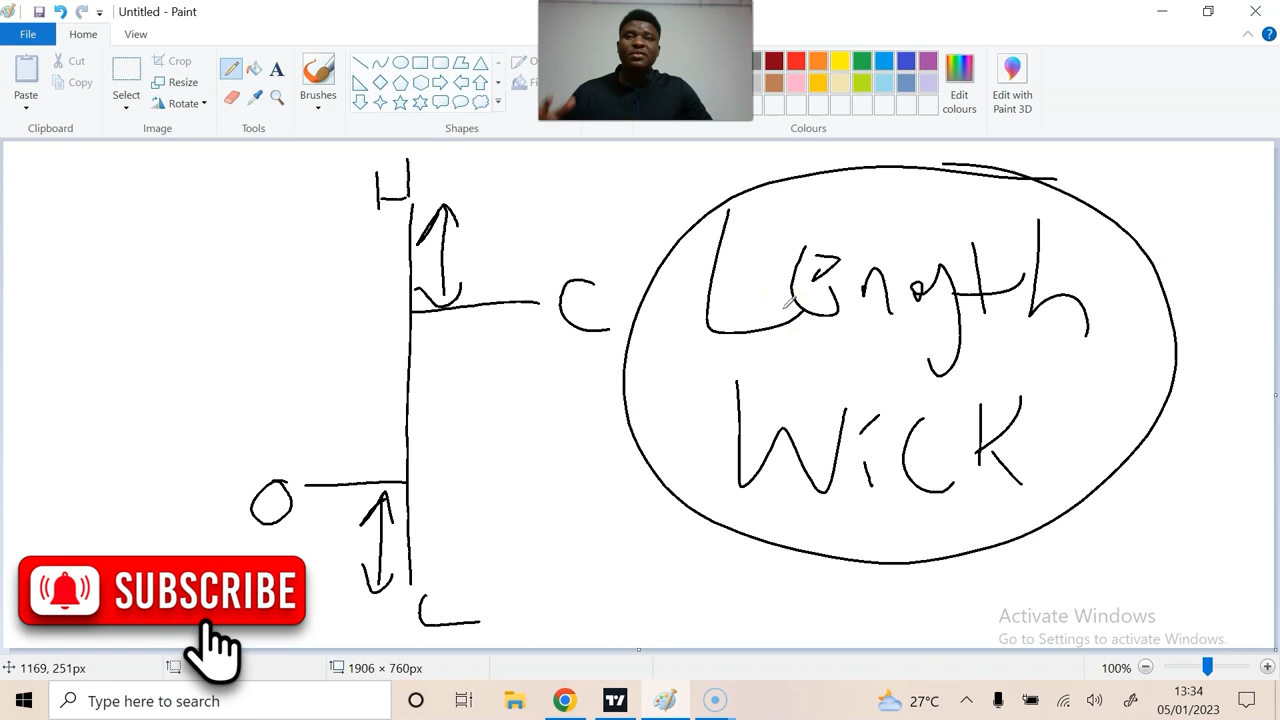 Untitled - Paint
File
Home
View
Paste
Cut
Copy
Clipboard
Select
Crop
Resize
Rotate
Image
Tools
Brushes
Shapes
Colours
Edit colours
Edit with Paint 3D
H
C
O
L
Length
Wick
SUBSCRIBE
Activate Windows
Go to Settings to activate Windows.
1169, 251px
1906 × 760px
100%
Type here to search
27°C
13:34
05/01/2023